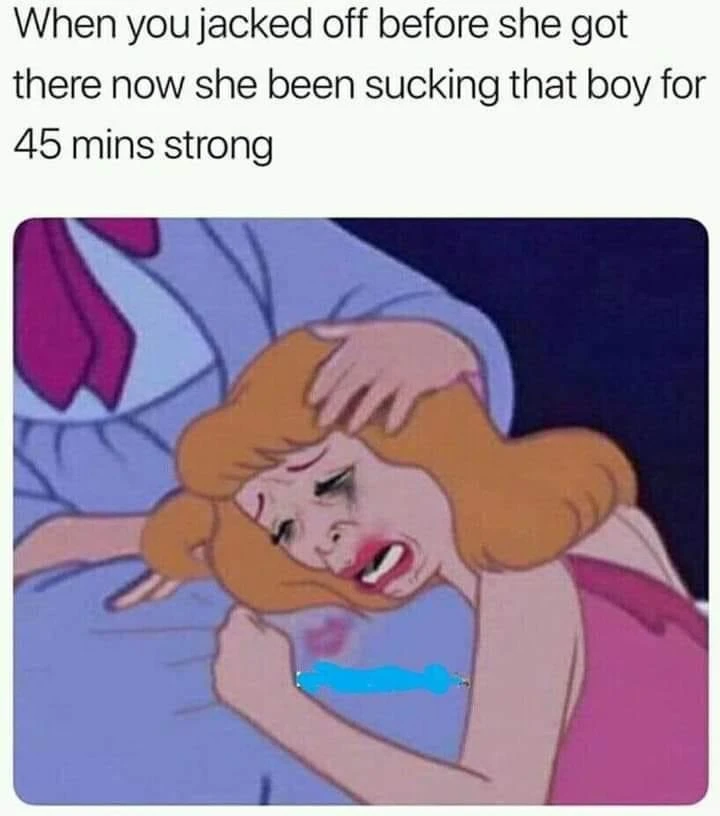 When you jacked off before she got
there now she been sucking that boy for
45 mins strong